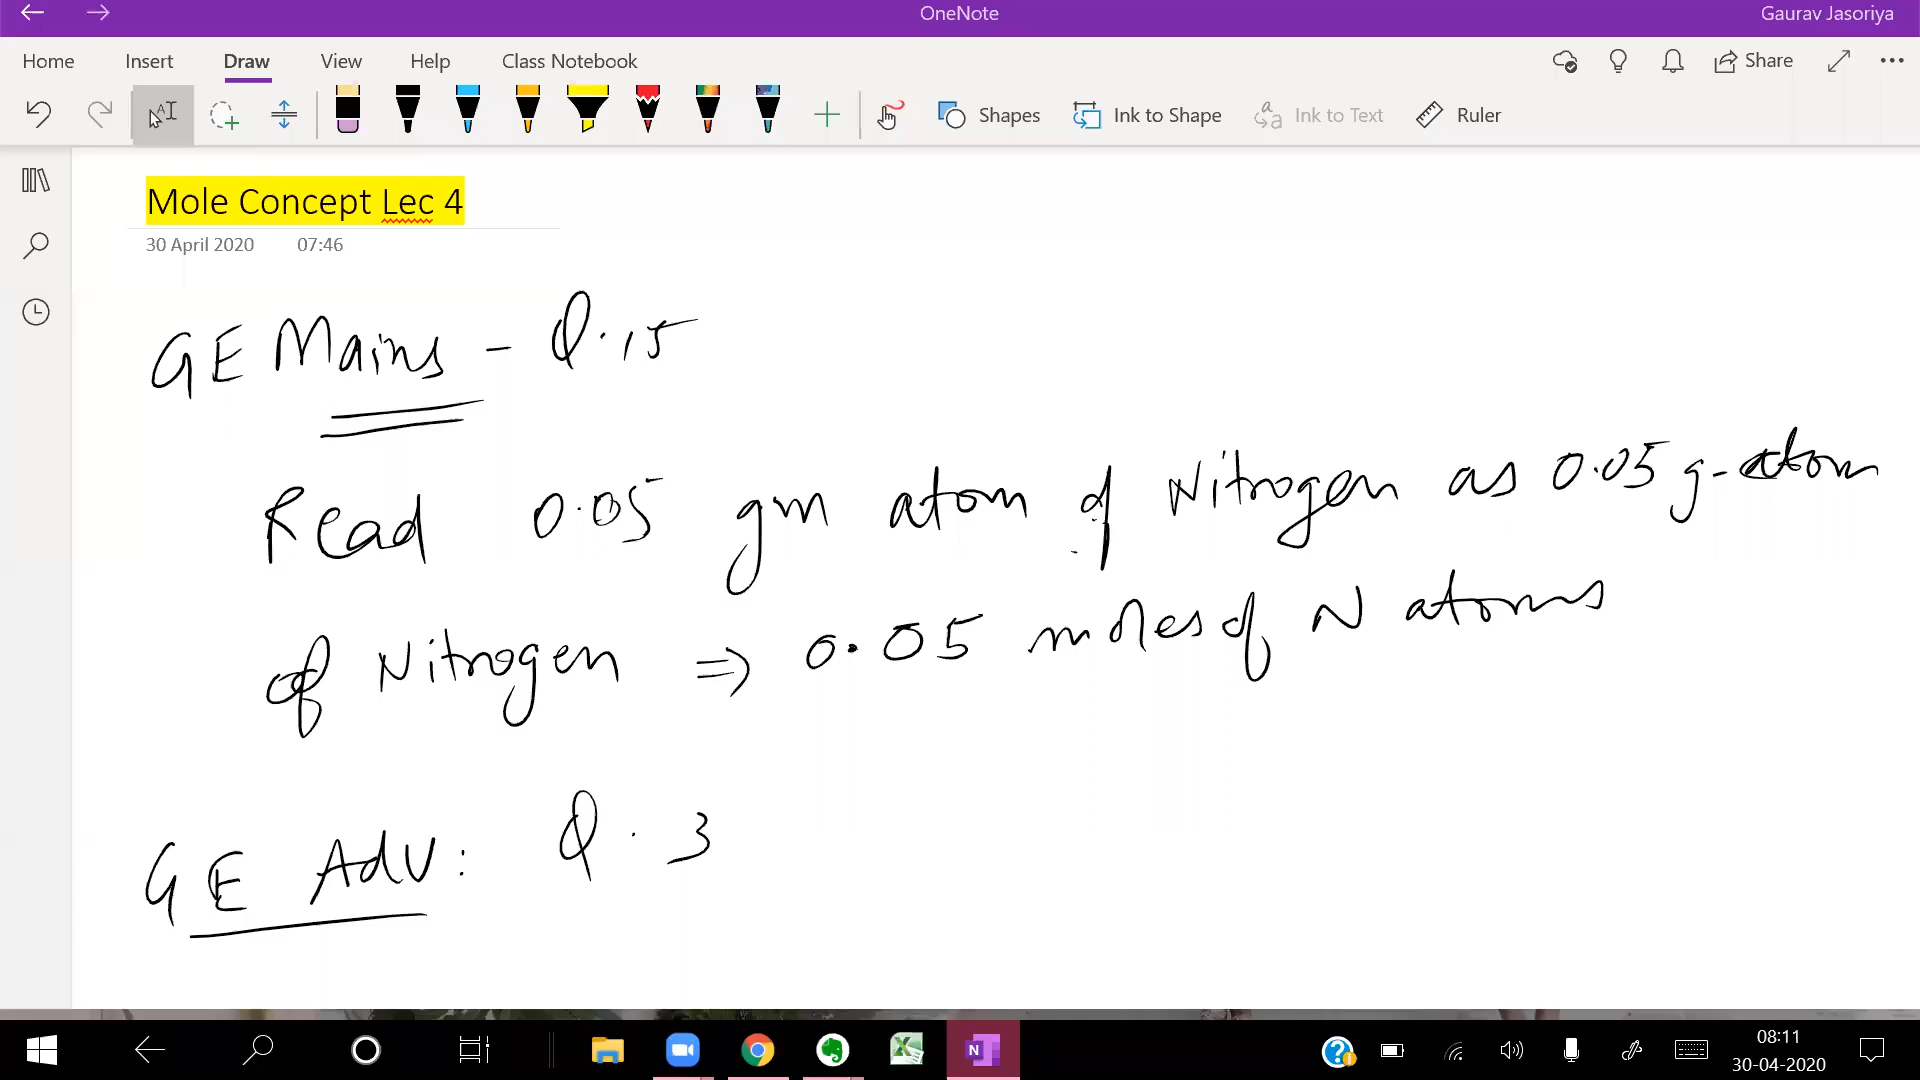 OneNote
Gaurav Jasoriya
Home Insert Draw View Help Class Notebook
Share
Shapes Ink to Shape Ink to Text Ruler
Mole Concept Lec 4
30 April 2020 07:46
GE Mains - Q.15
Read 0.05 gm atom of Nitrogen as 0.05 g-atom
of Nitrogen => 0.05 moles of N atoms
GE Adv: Q.3
08:11
30-04-2020